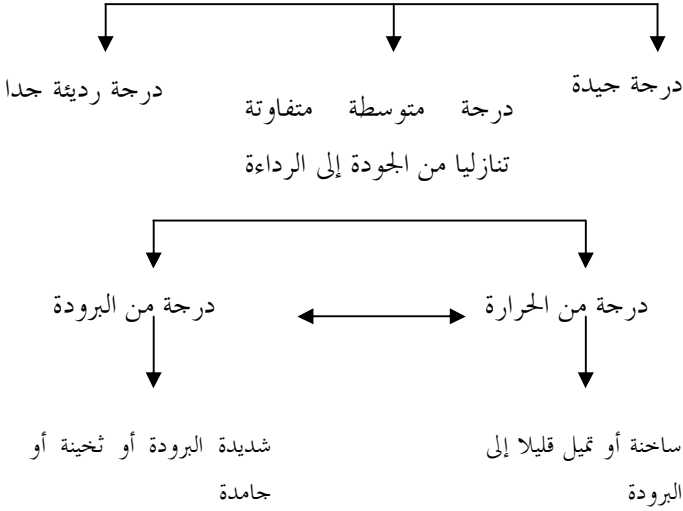 درجة جيدة
درجة متوسطة متفاوتة
تنازليا من الجودة إلى الرداءة
درجة رديئة جدا
درجة من الحرارة
درجة من البرودة
ساخنة أو تميل قليلا إلى
البرودة
شديدة البرودة أو ثخينة أو
جامدة